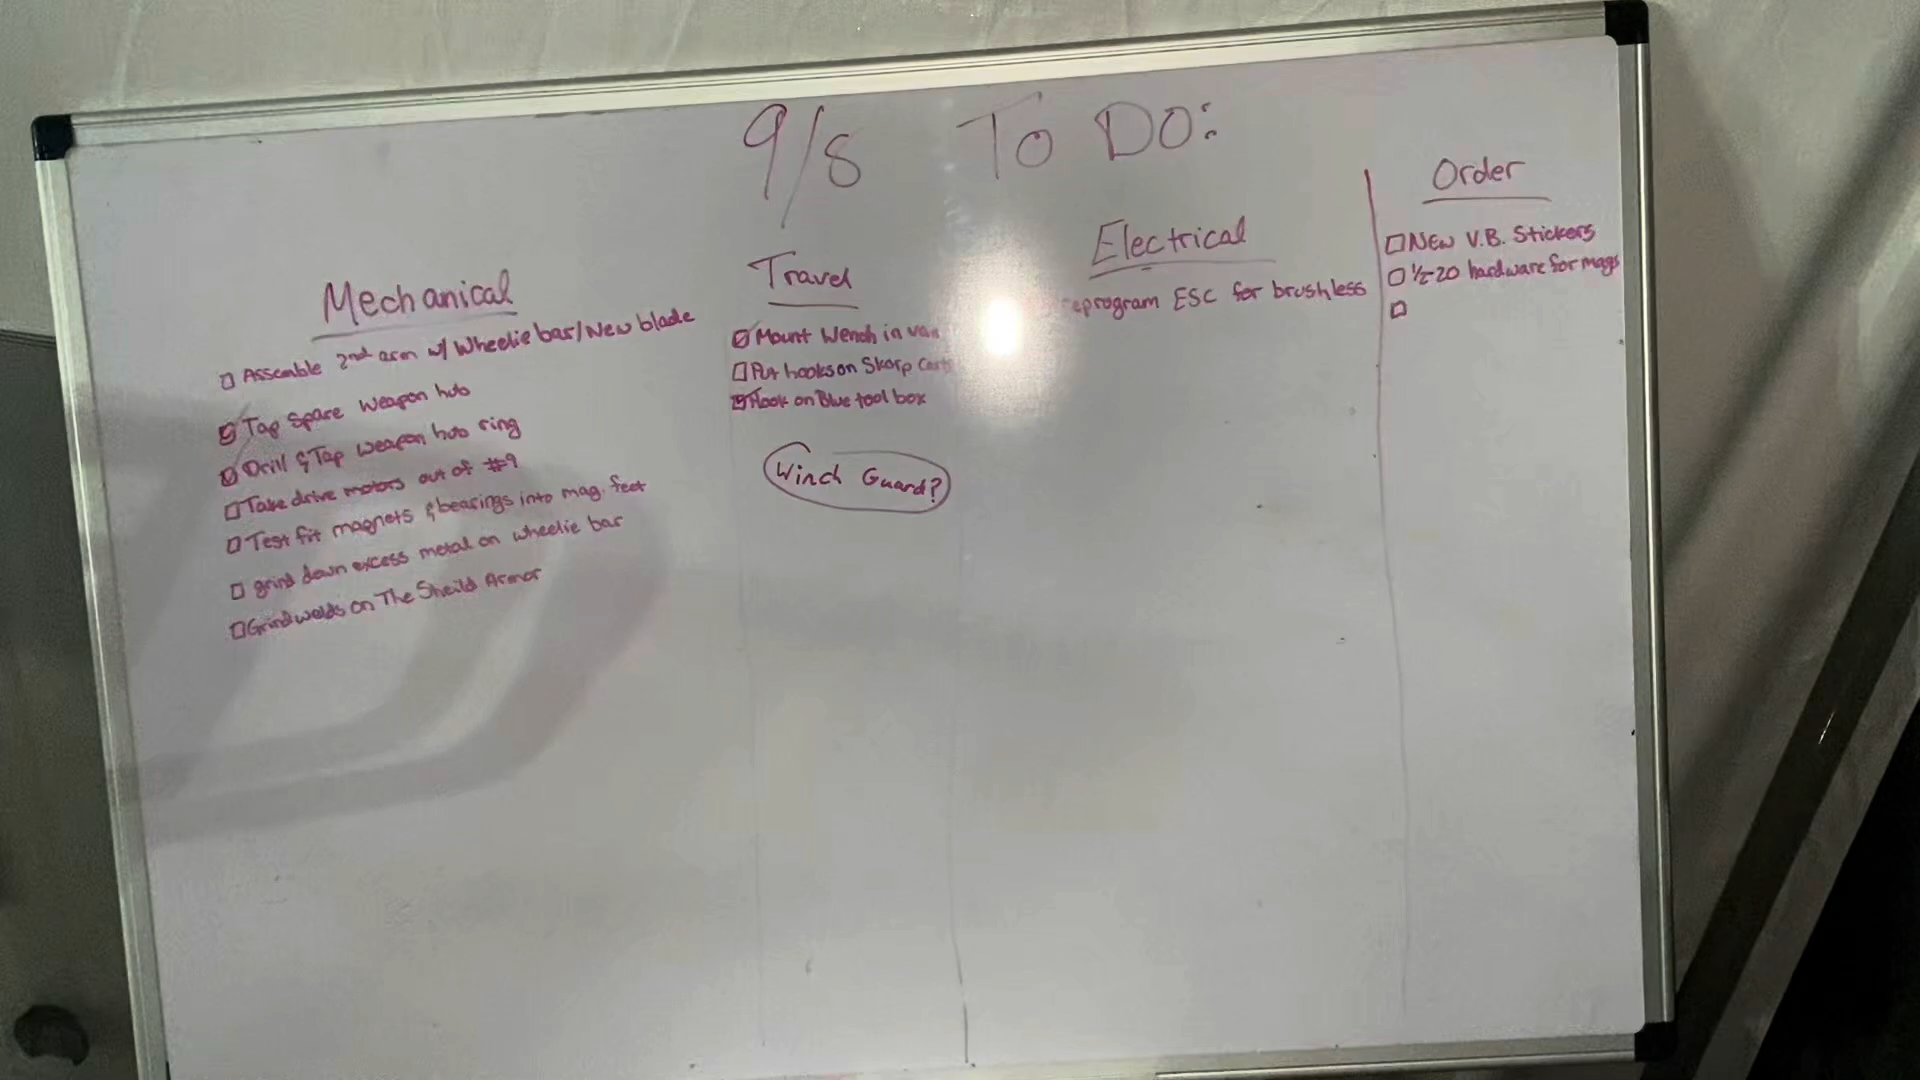 9/8 To Do:
Mechanical
Assemble 2nd arm w/ Wheelie bar/New blade
Tap Spare Weapon hub
Drill & Tap weapon hub ring
Take drive motors out of #9
Test fit magnets & bearings into mag. feet
grind down excess metal on wheelie bar
Grind welds on The Sheild Armor
Travel
Mount Wench in van
Put hooks on Skorp Carts
Hook on Blue tool box
Winch Guard?
Electrical
eprogram ESC for brushless
Order
NEW V.B. Stickers
1/2-20 hardware for mags